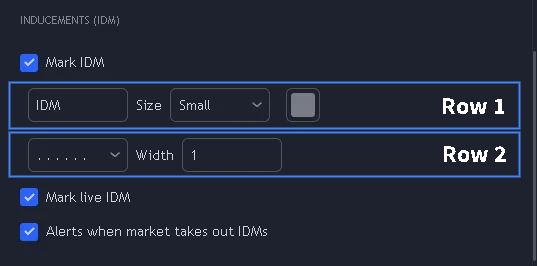 INDUCEMENTS (IDM)
Mark IDM
IDM Size Small Row 1
...... Width 1 Row 2
Mark live IDM
Alerts when market takes out IDMs